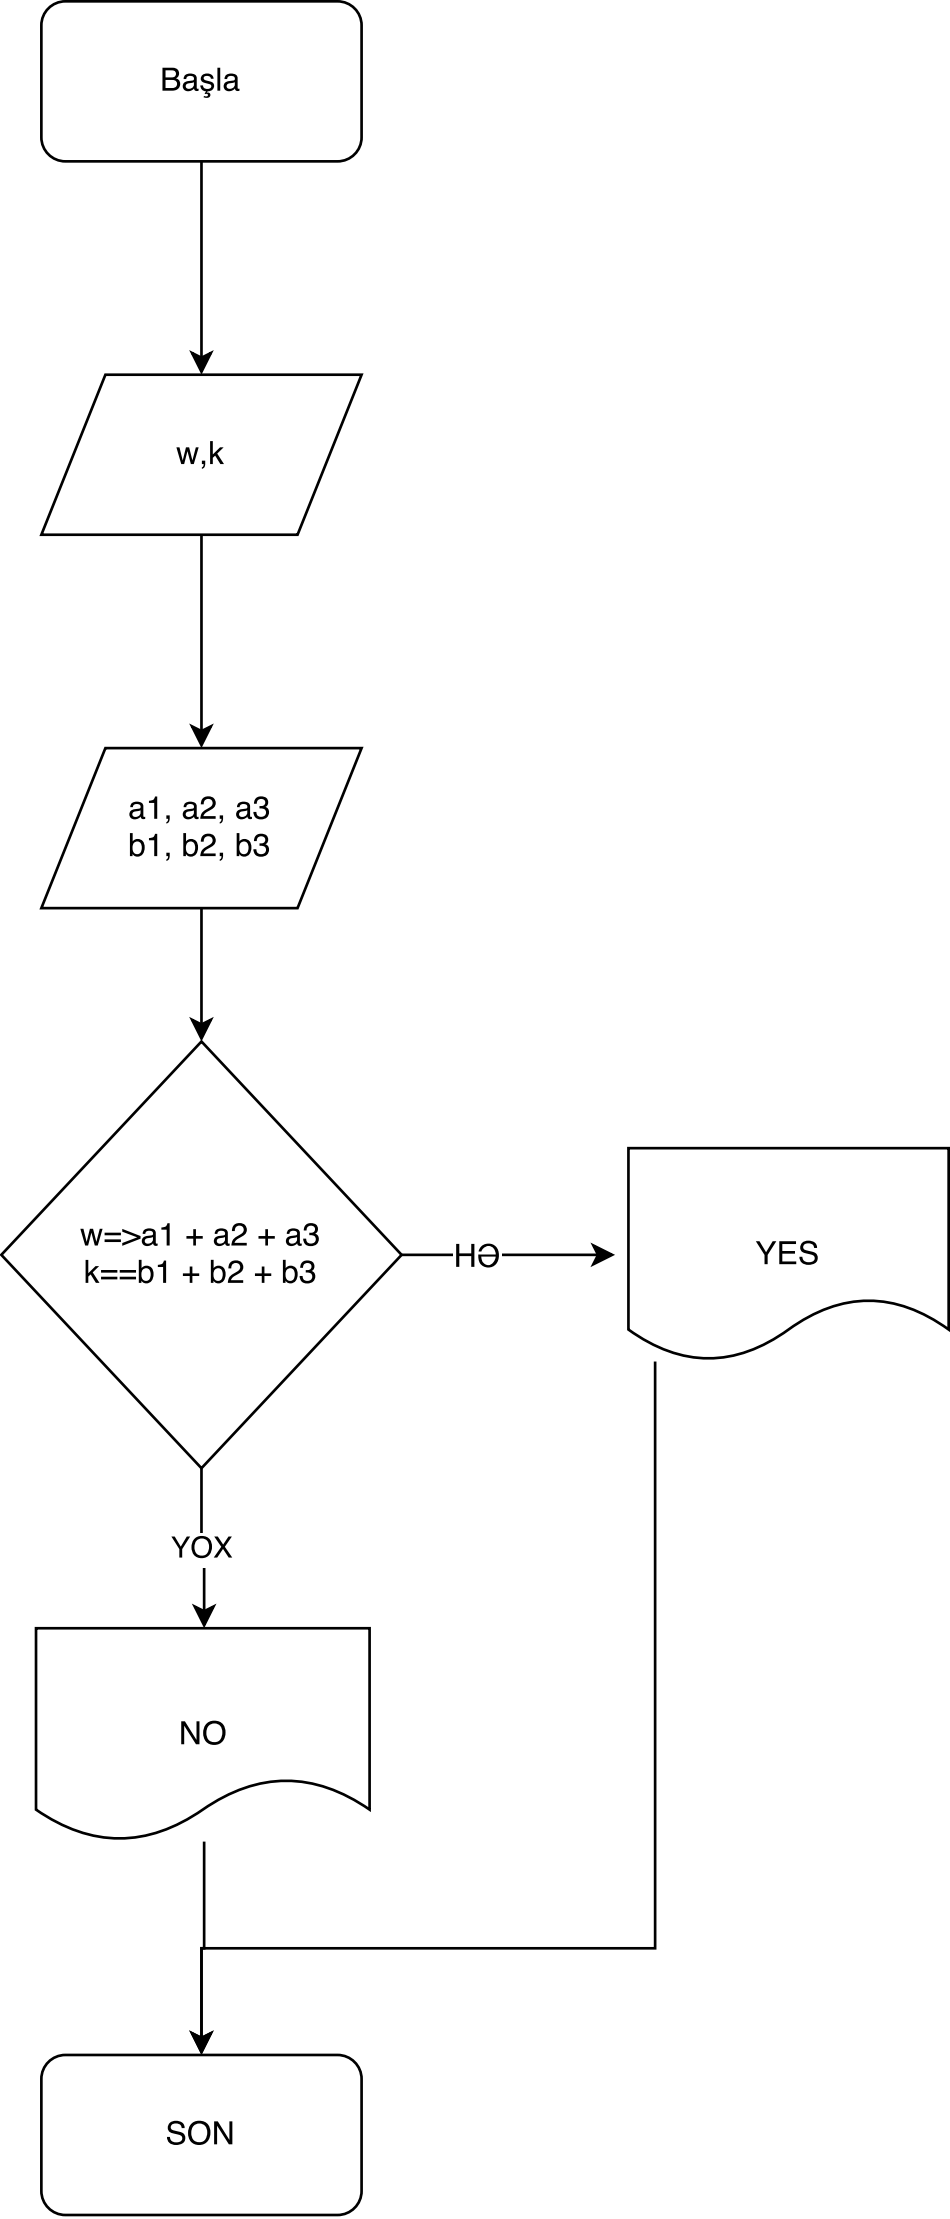 Başla
w,k
a1, a2, a3
b1, b2, b3
w=>a1 + a2 + a3
k==b1 + b2 + b3
HƏ
YES
YOX
NO
SON